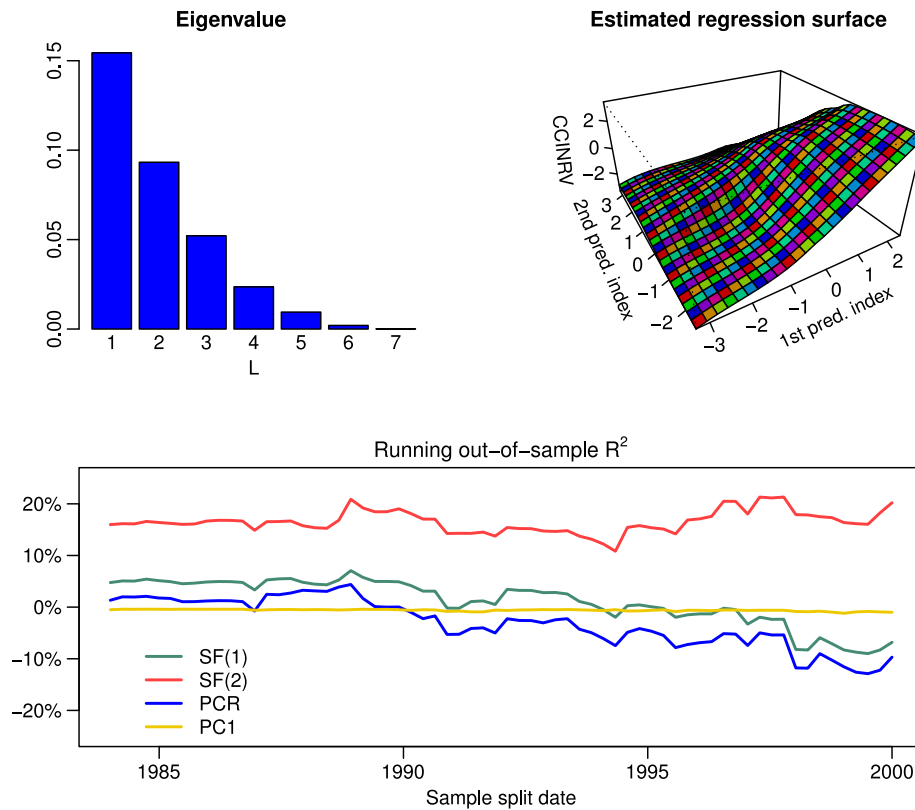 Eigenvalue
0.15
0.10
0.05
0.00
1 2 3 4 5 6 7
L
Estimated regression surface
CCINRV
2
0
−2
3
2
1
0
−1
−2
2nd pred. index
−3
−2
−1
0
1
2
1st pred. index
Running out−of−sample R²
20%
10%
0%
−10%
−20%
SF(1)
SF(2)
PCR
PC1
1985 1990 1995 2000
Sample split date